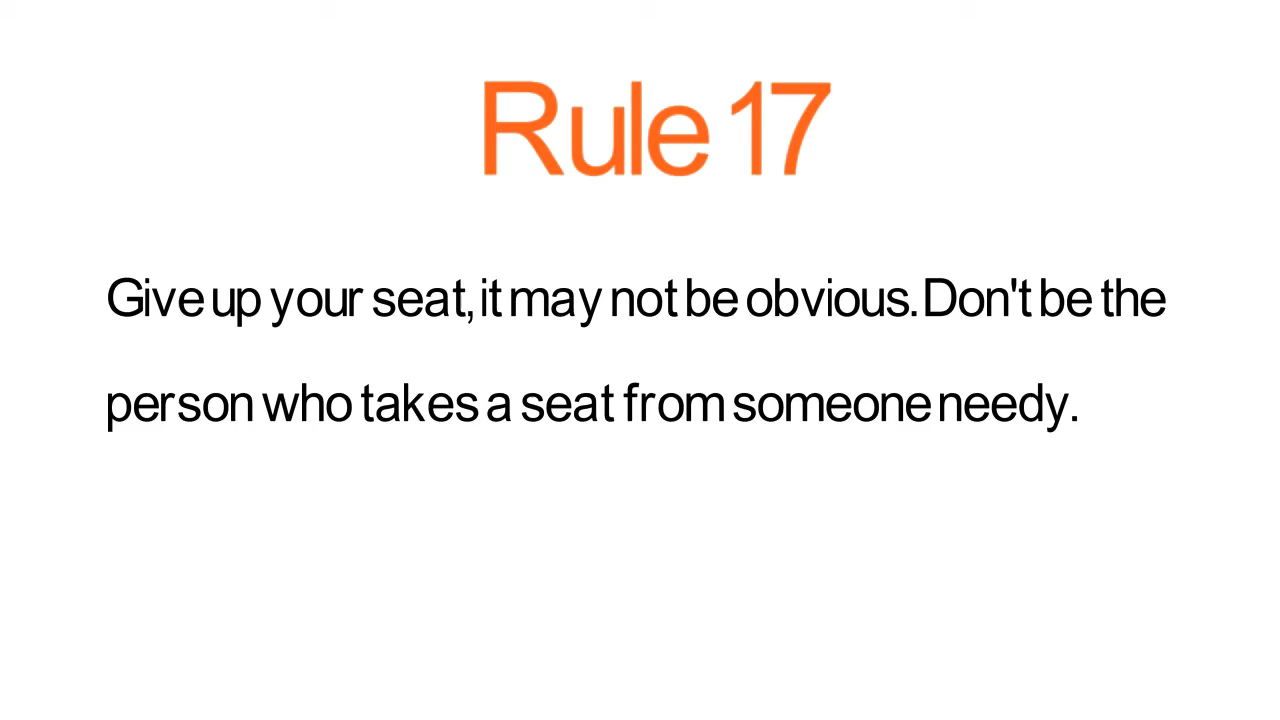 Rule 17
Give up your seat, it may not be obvious. Don't be the
person who takes a seat from someone needy.